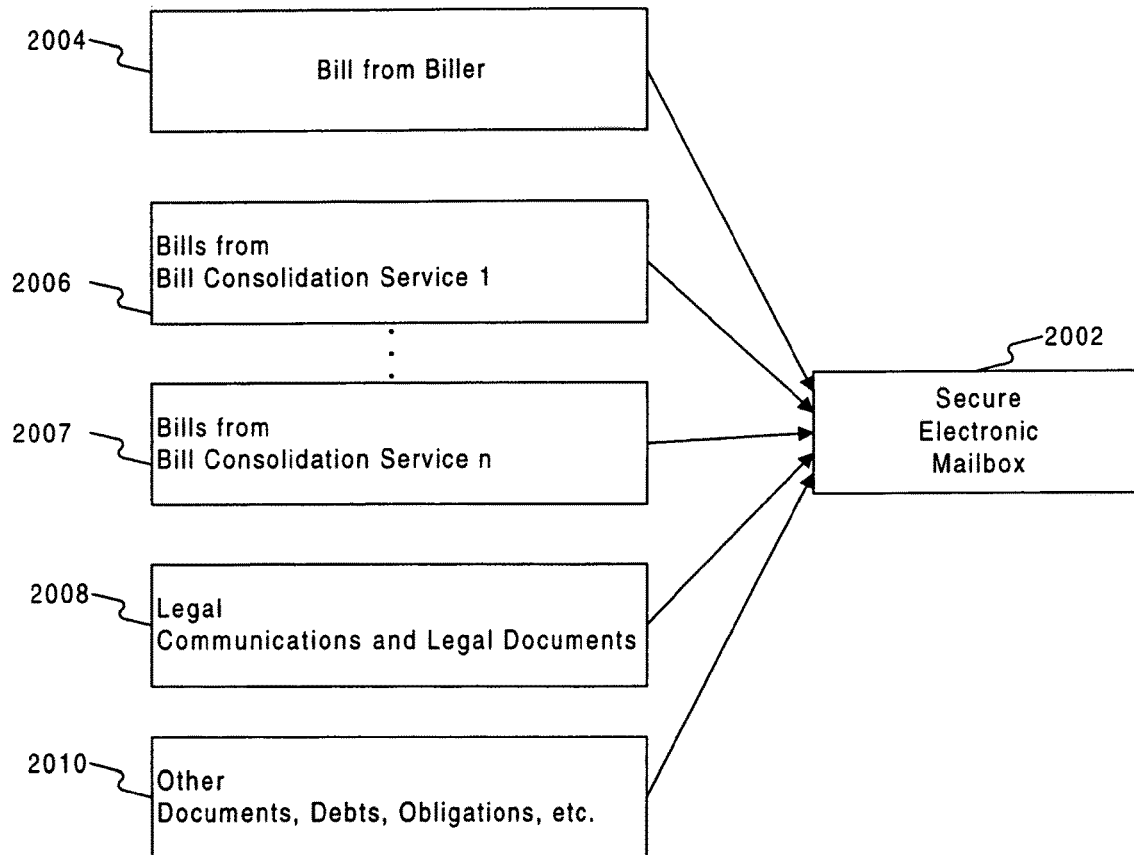 2004
Bill from Biller
Bills from
Bill Consolidation Service 1
2006
2002
Bills from
Bill Consolidation Service n
2007
Secure
Electronic
Mailbox
2008
Legal
Communications and Legal Documents
2010
Other
Documents, Debts, Obligations, etc.